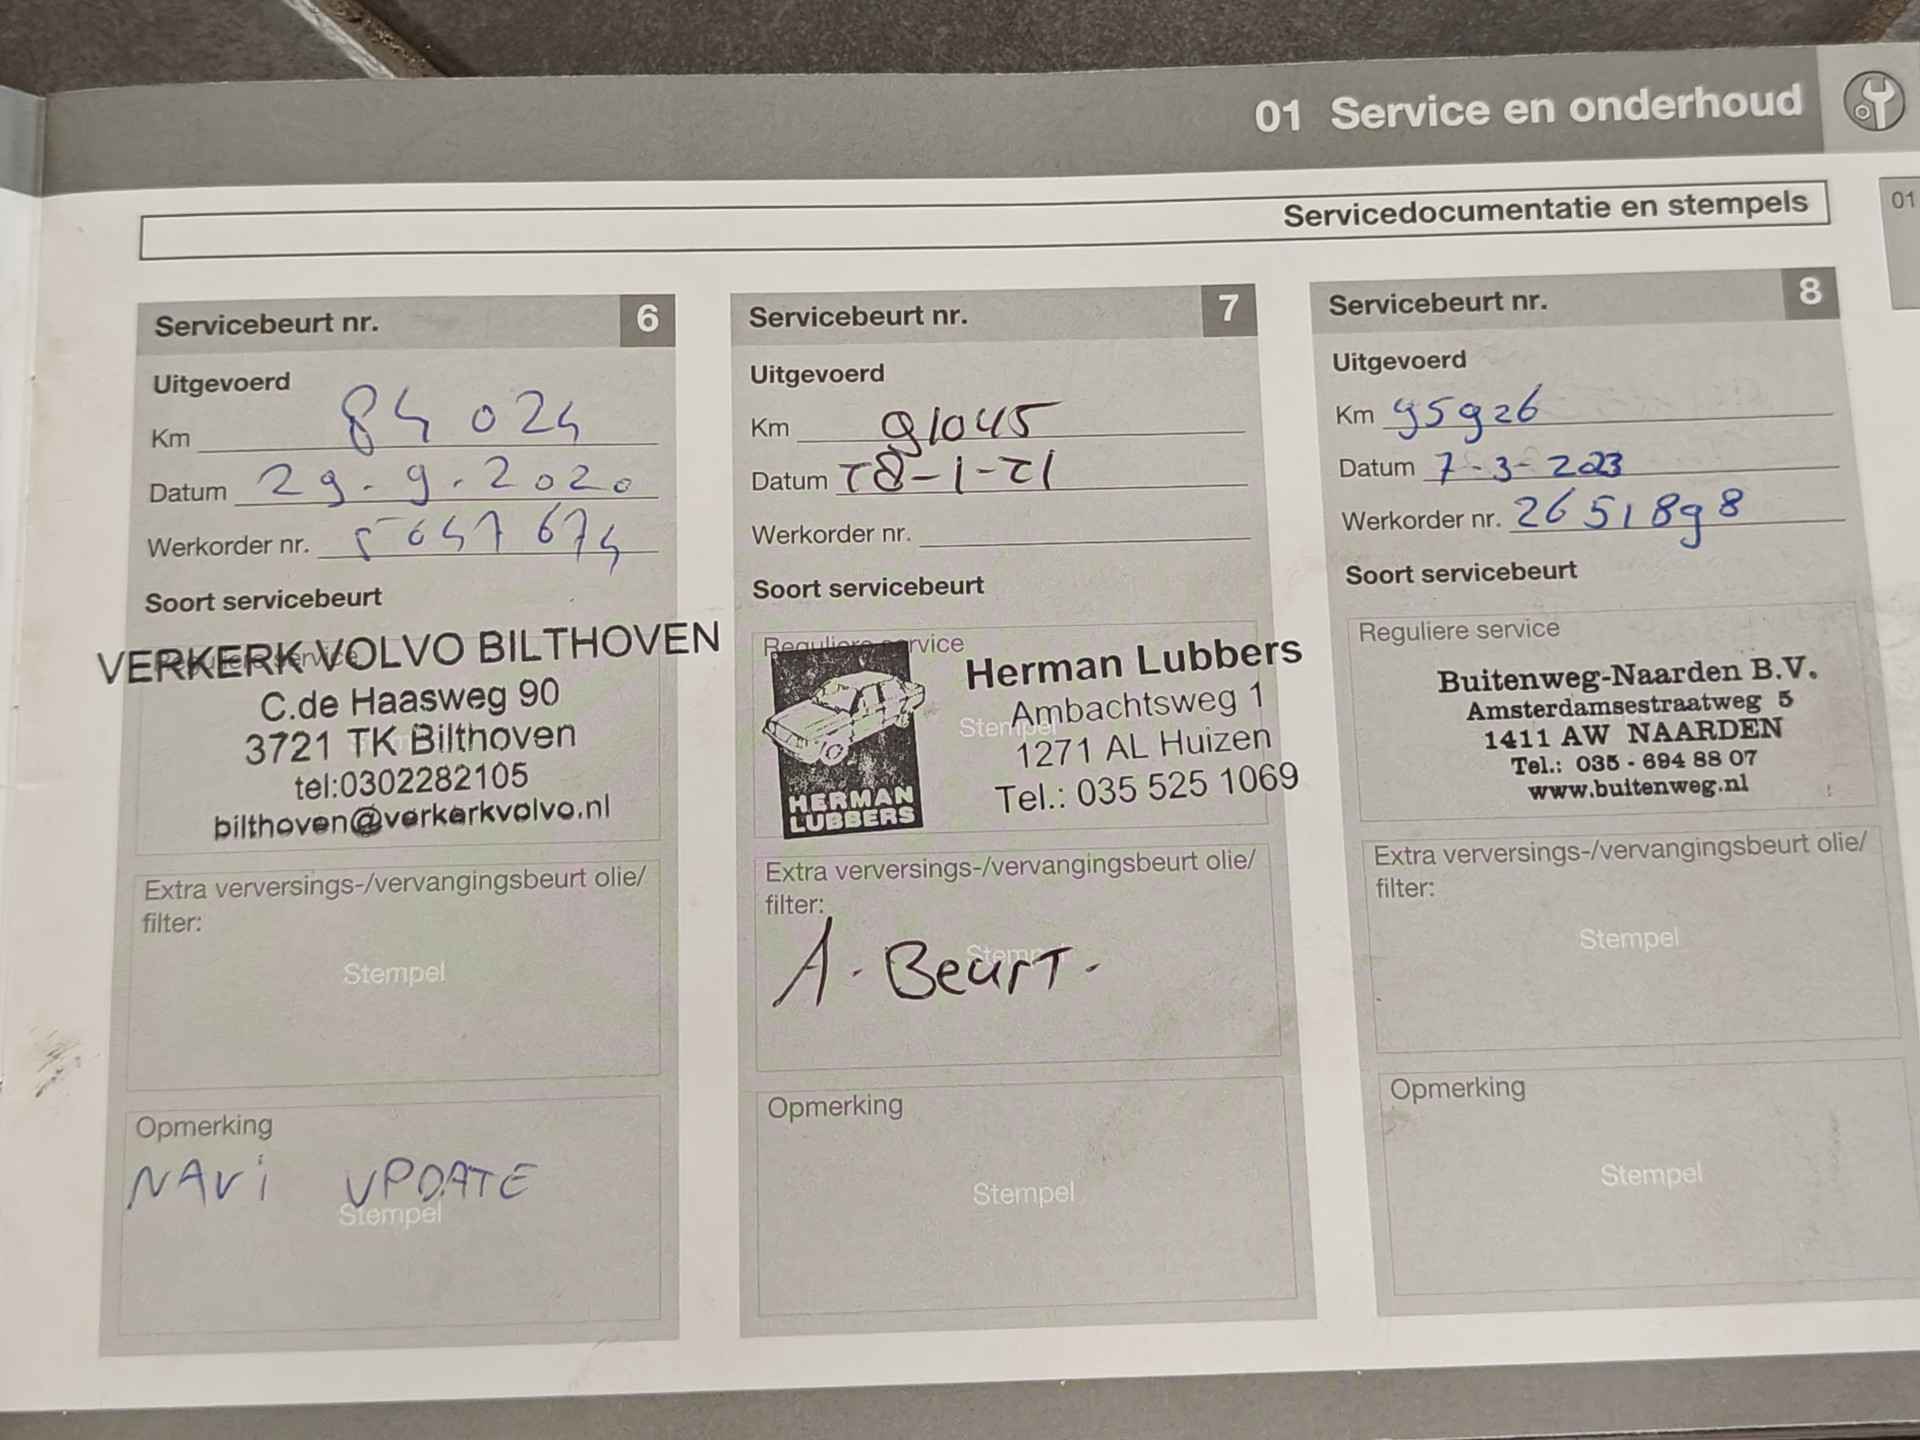 01 Service en onderhoud
Servicedocumentatie en stempels
01
Servicebeurt nr. 6
Uitgevoerd
Km 84 024
Datum 29.9.2020
Werkorder nr.
Soort servicebeurt
Reguliere service
VERKERK VOLVO BILTHOVEN
C.de Haasweg 90
3721 TK Bilthoven
tel:0302282105
bilthoven@verkerkvolvo.nl
Extra verversings-/vervangingsbeurt olie/
filter:
Stempel
Opmerking
NAVI UPDATE
Stempel
Servicebeurt nr. 7
Uitgevoerd
Km 91045
Datum
Werkorder nr.
Soort servicebeurt
Reguliere service
Stempel
HERMAN
LUBBERS
Herman Lubbers
Ambachtsweg 1
1271 AL Huizen
Tel.: 035 525 1069
Extra verversings-/vervangingsbeurt olie/
filter:
Stempel
A. Beurt.
Opmerking
Stempel
Servicebeurt nr. 8
Uitgevoerd
Km 95926
Datum 7-3-2023
Werkorder nr. 2651898
Soort servicebeurt
Reguliere service
Buitenweg-Naarden B.V.
Amsterdamsestraatweg 5
1411 AW NAARDEN
Tel.: 035 - 694 88 07
www.buitenweg.nl
Extra verversings-/vervangingsbeurt olie/
filter:
Stempel
Opmerking
Stempel